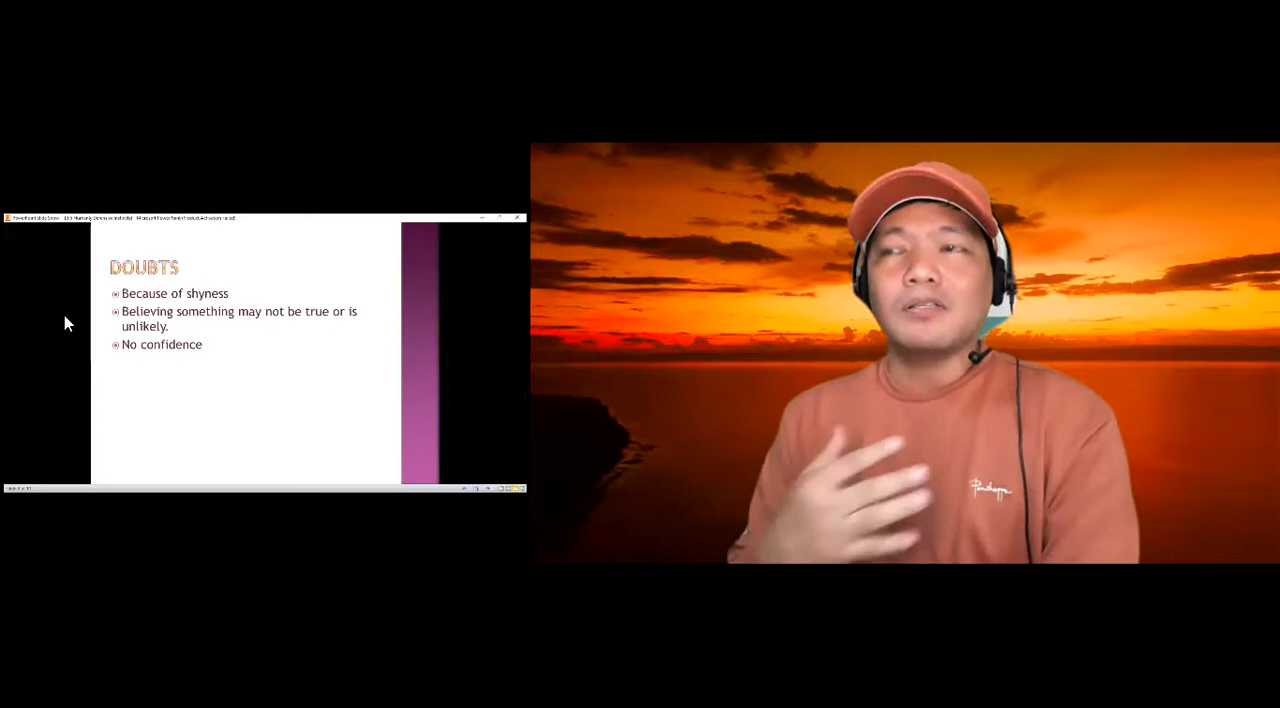 DOUBTS
Because of shyness
Believing something may not be true or is
unlikely.
No confidence